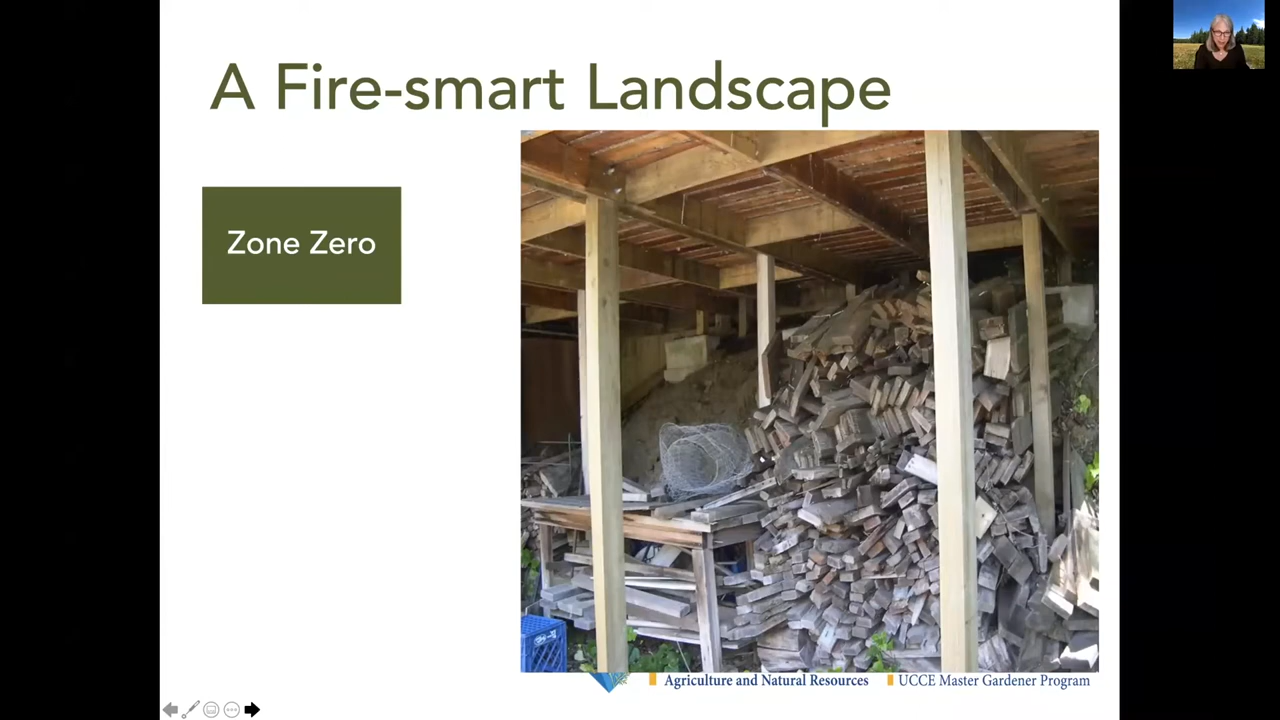 A Fire-smart Landscape
Zone Zero
Agriculture and Natural Resources
UCCE Master Gardener Program